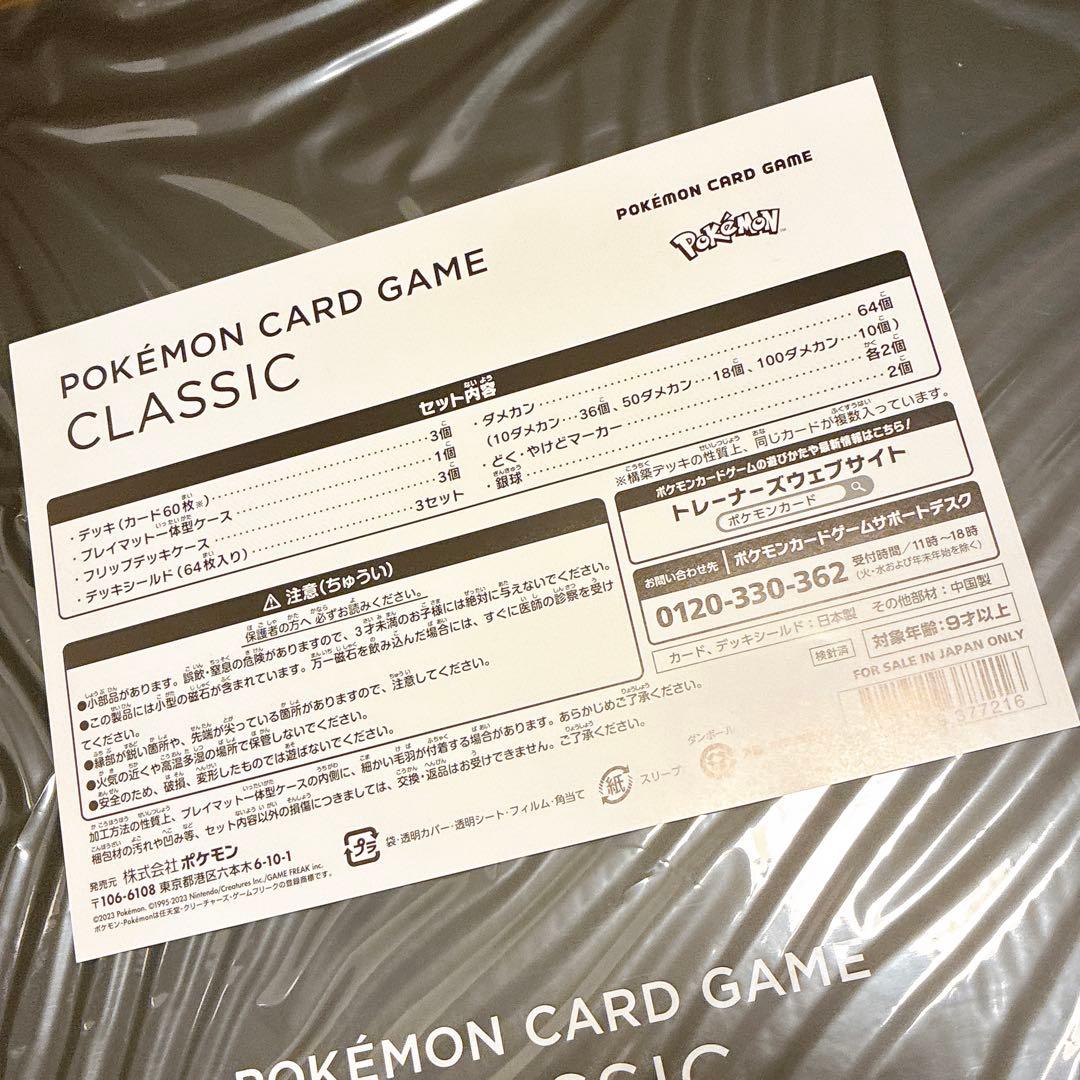 POKÉMON CARD GAME
Pokémon
POKÉMON CARD GAME
CLASSIC
セット内容
・デッキ(カード60枚※) 3個
・プレイマット一体型ケース 1個
・フリップデッキケース 3個
・デッキシールド(64枚入り) 3セット
・ダメカン 64個
(10ダメカン…36個、50ダメカン…18個、100ダメカン…10個)
・どく・やけどマーカー 各2個
・銀球 2個
※構築デッキの性質上、同じカードが複数入っています。
⚠ 注意(ちゅうい)
保護者の方へ 必ずお読みください。
●小部品があります。誤飲・窒息の危険がありますので、3才未満のお子様には絶対に与えないでください。
●この製品には小型の磁石が含まれています。万一磁石を飲み込んだ場合には、すぐに医師の診察を受け
てください。
●縁部が鋭い箇所や、先端が尖っている箇所がありますので、注意してください。
●火気の近くや高温多湿の場所で保管しないでください。
●安全のため、破損、変形したものでは遊ばないでください。
ポケモンカードゲームの遊びかたや最新情報はこちら!
トレーナーズウェブサイト
ポケモンカード
お問い合わせ先 ポケモンカードゲームサポートデスク
0120-330-362 受付時間/11時~18時
(火・水および年末年始を除く)
カード、デッキシールド:日本製 その他部材:中国製
検針済 対象年齢:9才以上
FOR SALE IN JAPAN ONLY
377216
加工方法の性質上、プレイマット一体型ケースの内側に、細かい毛羽が付着する場合があります。あらかじめご了承ください。
梱包材の汚れや凹み等、セット内容以外の損傷につきましては、交換・返品はお受けできません。ご了承ください。
発売元 株式会社ポケモン
〒106-6108 東京都港区六本木6-10-1
©2023 Pokémon. ©1995-2023 Nintendo/Creatures Inc./GAME FREAK inc.
ポケモン・Pokémonは任天堂・クリーチャーズ・ゲームフリークの登録商標です。
プラ 袋・透明カバー・透明シート・フィルム・角当て
紙 スリーブ
ダンボール
POKÉMON CARD GAME